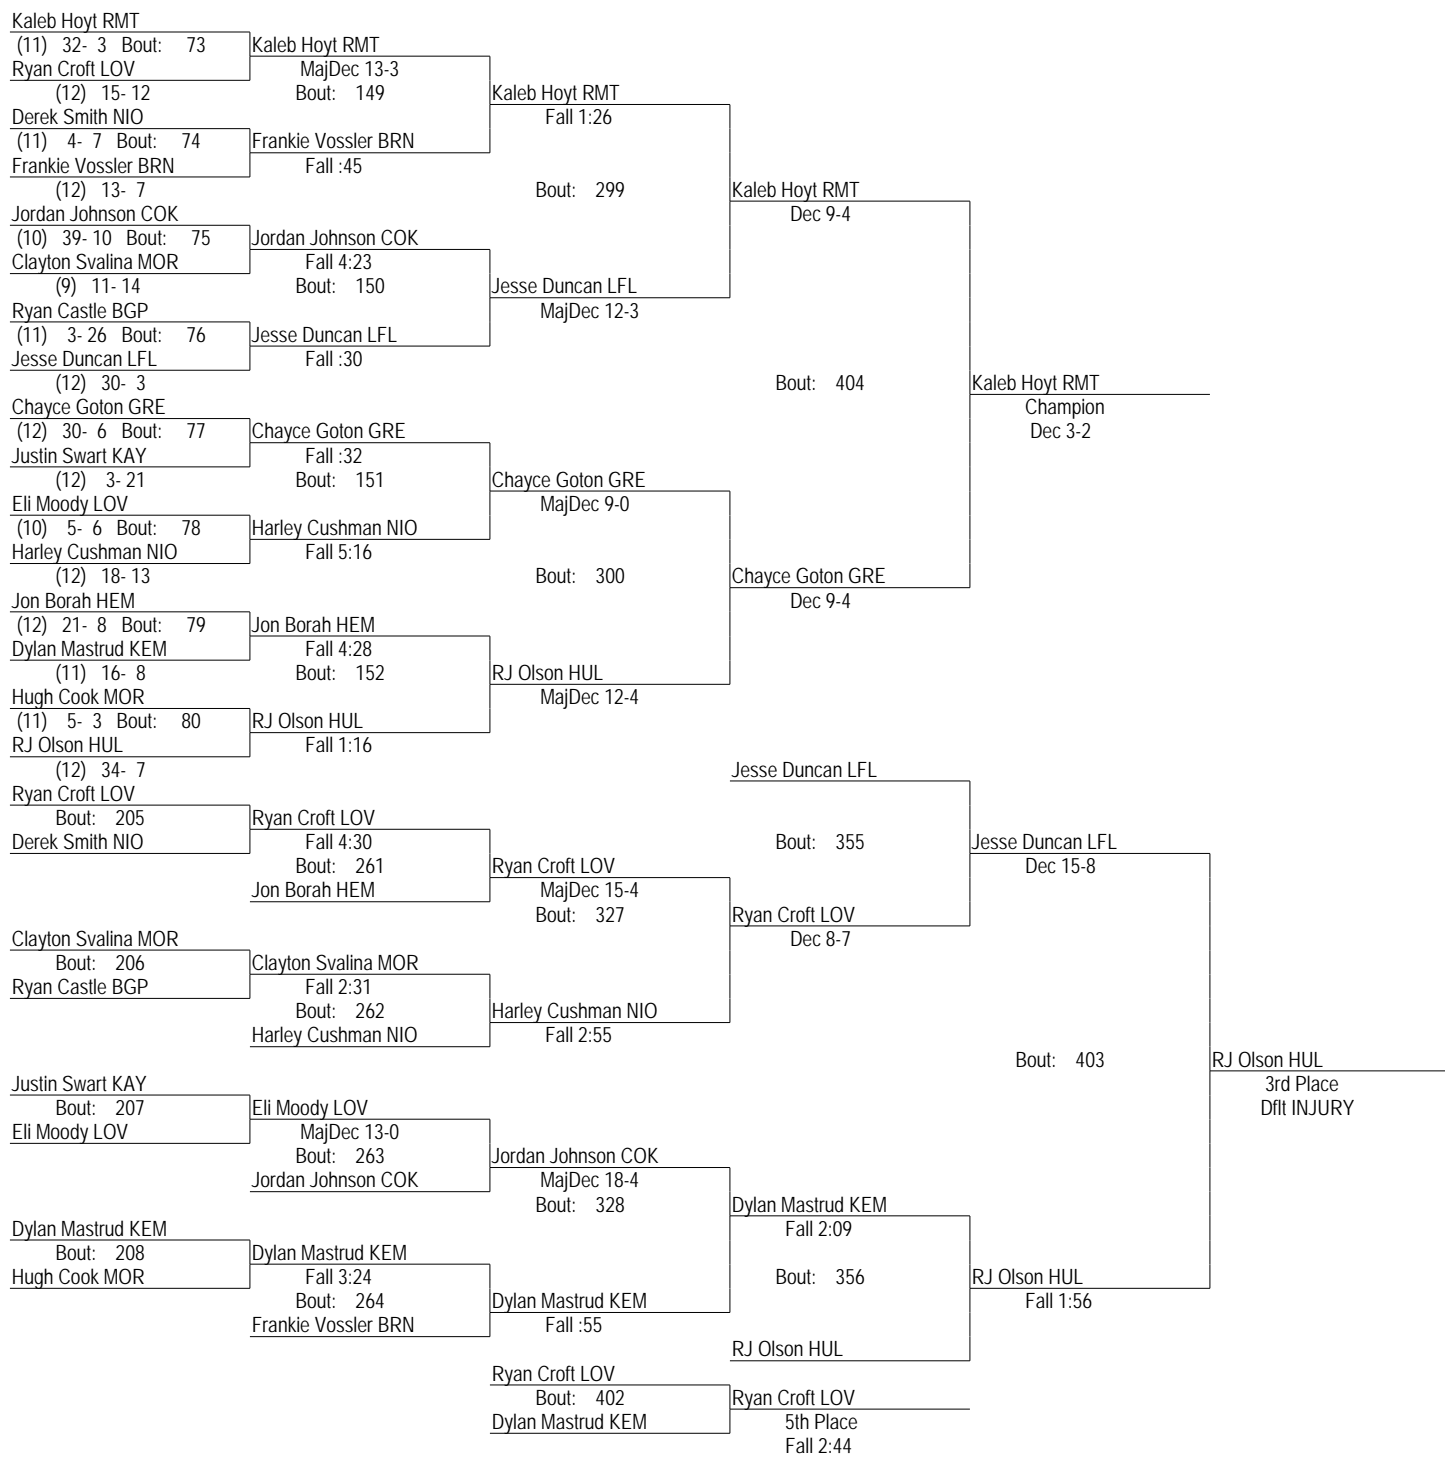 Kaleb Hoyt RMT
(11) 32- 3 Bout: 73 Kaleb Hoyt RMT
Ryan Croft LOV MajDec 13-3
(12) 15- 12 Bout: 149 Kaleb Hoyt RMT
Derek Smith NIO Fall 1:26
(11) 4- 7 Bout: 74 Frankie Vossler BRN
Frankie Vossler BRN Fall :45
(12) 13- 7 Bout: 299 Kaleb Hoyt RMT
Jordan Johnson COK Dec 9-4
(10) 39- 10 Bout: 75 Jordan Johnson COK
Clayton Svalina MOR Fall 4:23
(9) 11- 14 Bout: 150 Jesse Duncan LFL
Ryan Castle BGP MajDec 12-3
(11) 3- 26 Bout: 76 Jesse Duncan LFL
Jesse Duncan LFL Fall :30
(12) 30- 3 Bout: 404 Kaleb Hoyt RMT
Chayce Goton GRE Champion
(12) 30- 6 Bout: 77 Chayce Goton GRE Dec 3-2
Justin Swart KAY Fall :32
(12) 3- 21 Bout: 151 Chayce Goton GRE
Eli Moody LOV MajDec 9-0
(10) 5- 6 Bout: 78 Harley Cushman NIO
Harley Cushman NIO Fall 5:16
(12) 18- 13 Bout: 300 Chayce Goton GRE
Jon Borah HEM Dec 9-4
(12) 21- 8 Bout: 79 Jon Borah HEM
Dylan Mastrud KEM Fall 4:28
(11) 16- 8 Bout: 152 RJ Olson HUL
Hugh Cook MOR MajDec 12-4
(11) 5- 3 Bout: 80 RJ Olson HUL
RJ Olson HUL Fall 1:16
(12) 34- 7 Jesse Duncan LFL
Ryan Croft LOV
Bout: 205 Ryan Croft LOV
Derek Smith NIO Fall 4:30 Bout: 355 Jesse Duncan LFL
Bout: 261 Ryan Croft LOV Dec 15-8
Jon Borah HEM MajDec 15-4
Bout: 327 Ryan Croft LOV
Clayton Svalina MOR Dec 8-7
Bout: 206 Clayton Svalina MOR
Ryan Castle BGP Fall 2:31
Bout: 262 Harley Cushman NIO
Harley Cushman NIO Fall 2:55
Bout: 403 RJ Olson HUL
Justin Swart KAY 3rd Place
Bout: 207 Eli Moody LOV Dflt INJURY
Eli Moody LOV MajDec 13-0
Bout: 263 Jordan Johnson COK
Jordan Johnson COK MajDec 18-4
Bout: 328 Dylan Mastrud KEM
Dylan Mastrud KEM Fall 2:09
Bout: 208 Dylan Mastrud KEM
Hugh Cook MOR Fall 3:24 Bout: 356 RJ Olson HUL
Bout: 264 Dylan Mastrud KEM Fall 1:56
Frankie Vossler BRN Fall :55
RJ Olson HUL
Ryan Croft LOV
Bout: 402 Ryan Croft LOV
Dylan Mastrud KEM 5th Place
Fall 2:44